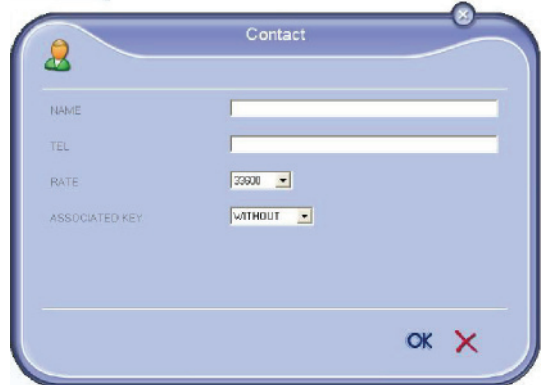 Contact
NAME
TEL
RATE
33600
ASSOCIATED KEY
WITHOUT
OK